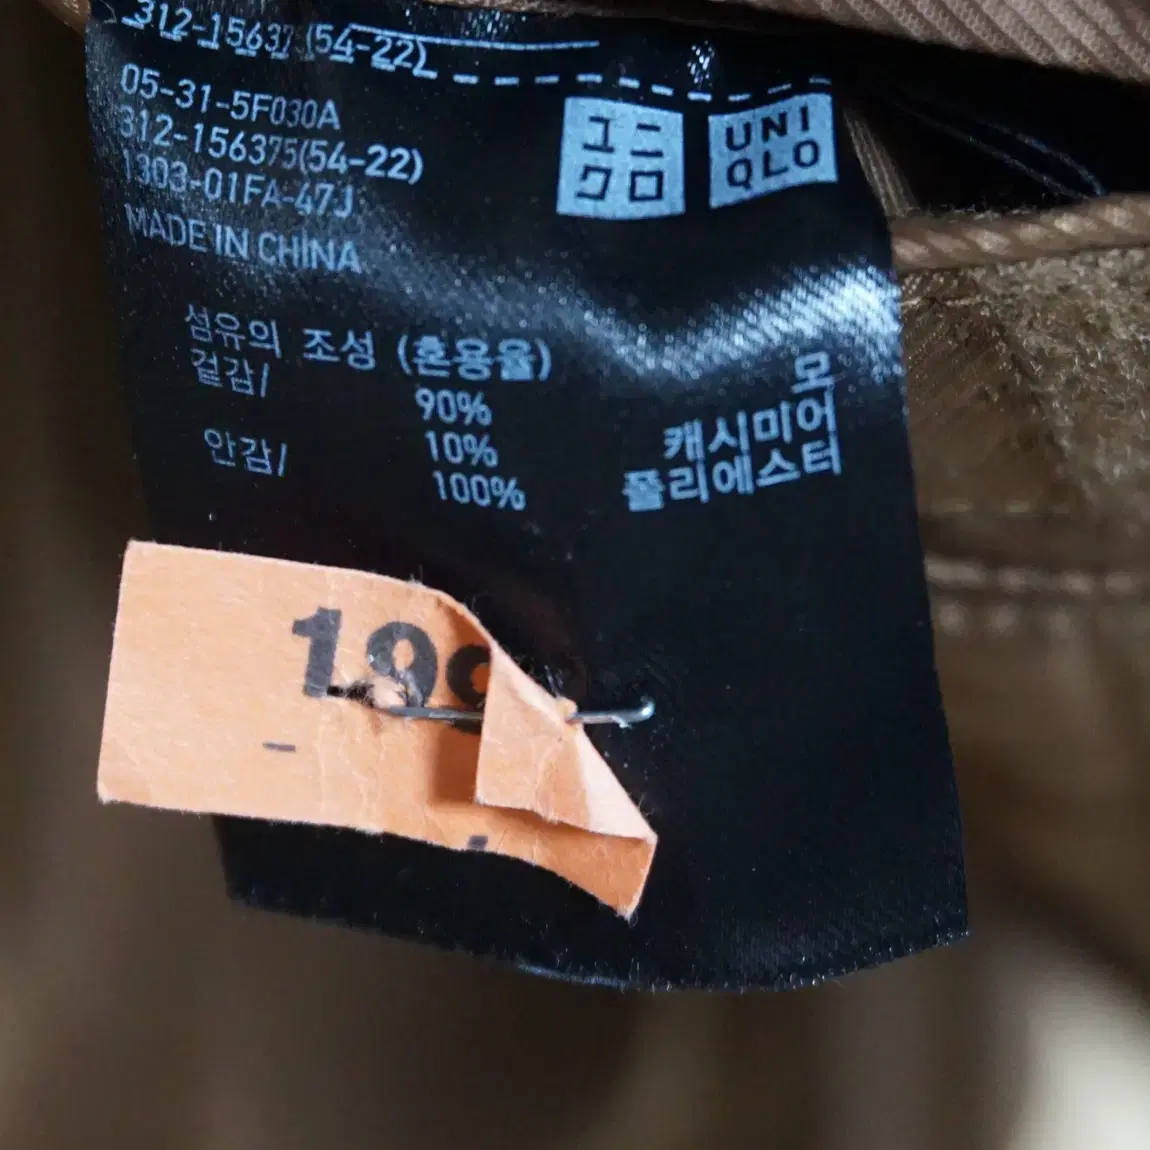 312-15637 (54-22)
05-31-5F030A
312-156375(54-22)
1303-01FA-47J
MADE IN CHINA
ユニ
クロ
UNI
QLO
섬유의 조성 (혼용율)
겉감/ 90% 모
10% 캐시미어
안감/ 100% 폴리에스터